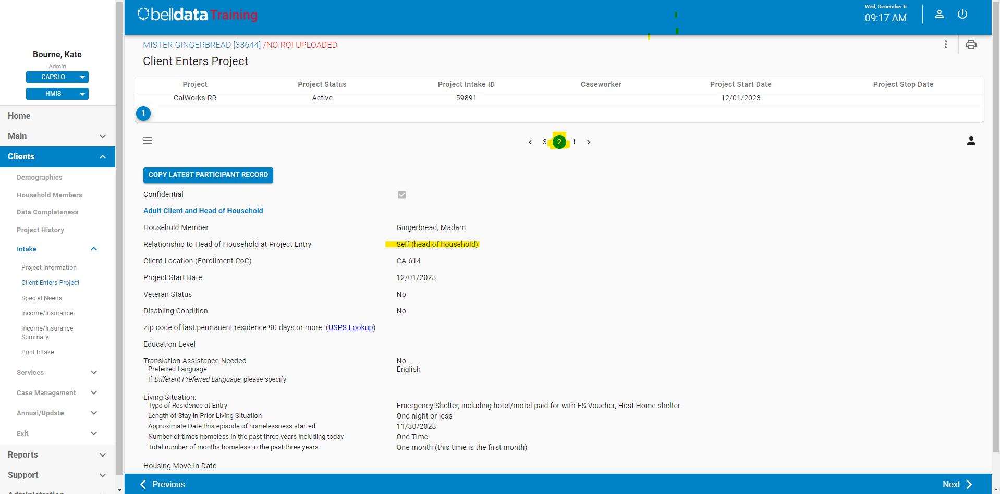 belldata Training
Wed, December 6
09:17 AM
Bourne, Kate
Admin
CAPSLO
HMIS
Home
Main
Clients
Demographics
Household Members
Data Completeness
Project History
Intake
Project Information
Client Enters Project
Special Needs
Income/Insurance
Income/Insurance
Summary
Print Intake
Services
Case Management
Annual/Update
Exit
Reports
Support
Administration
MISTER GINGERBREAD [33644] /NO ROI UPLOADED
Client Enters Project
Project Project Status Project Intake ID Caseworker Project Start Date Project Stop Date
CalWorks-RR Active 59891 12/01/2023
1
3 2 1
COPY LATEST PARTICIPANT RECORD
Confidential
Adult Client and Head of Household
Household Member Gingerbread, Madam
Relationship to Head of Household at Project Entry Self (head of household)
Client Location (Enrollment CoC) CA-614
Project Start Date 12/01/2023
Veteran Status No
Disabling Condition No
Zip code of last permanent residence 90 days or more: (USPS Lookup)
Education Level
Translation Assistance Needed No
Preferred Language English
If Different Preferred Language, please specify
Living Situation:
Type of Residence at Entry Emergency Shelter, including hotel/motel paid for with ES Voucher, Host Home shelter
Length of Stay in Prior Living Situation One night or less
Approximate Date this episode of homelessness started 11/30/2023
Number of times homeless in the past three years including today One Time
Total number of months homeless in the past three years One month (this time is the first month)
Housing Move-In Date
Previous Next